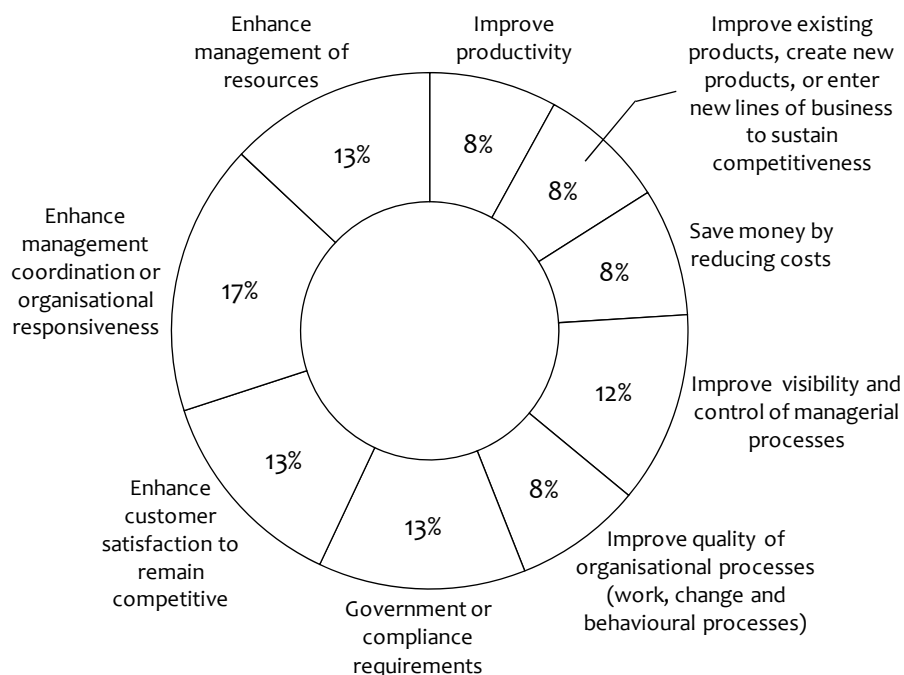 Enhance
management of
resources
13%
Improve
productivity
8%
Improve existing
products, create new
products, or enter
new lines of business
to sustain
competitiveness
8%
Save money by
reducing costs
8%
Improve visibility and
control of managerial
processes
12%
Improve quality of
organisational processes
(work, change and
behavioural processes)
8%
Government or
compliance
requirements
13%
Enhance
customer
satisfaction to
remain
competitive
13%
Enhance
management
coordination or
organisational
responsiveness
17%